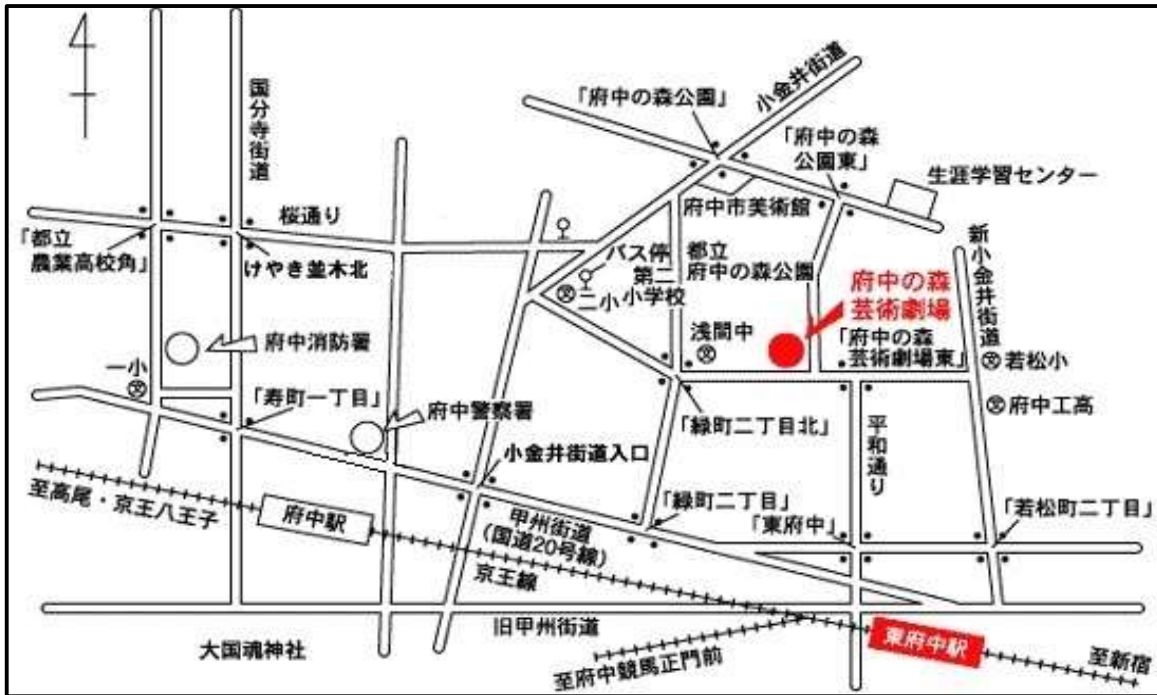 小金井街道
「府中の森公園」
「府中の森
公園東」
国分寺街道
生涯学習センター
桜通り
府中市美術館
「都立
農業高校角」
けやき並木北
バス停
第二
小学校
二小
都立
府中の森公園
新小金井街道
府中の森
芸術劇場
府中消防署
浅間中
「府中の森
芸術劇場東」
若松小
一小
「寿町一丁目」
府中警察署
府中工高
「緑町二丁目北」
平和通り
小金井街道入口
至高尾・京王八王子
府中駅
甲州街道
(国道20号線)
「緑町二丁目」
「東府中」
「若松町二丁目」
京王線
旧甲州街道
大国魂神社
東府中駅
至府中競馬正門前
至新宿